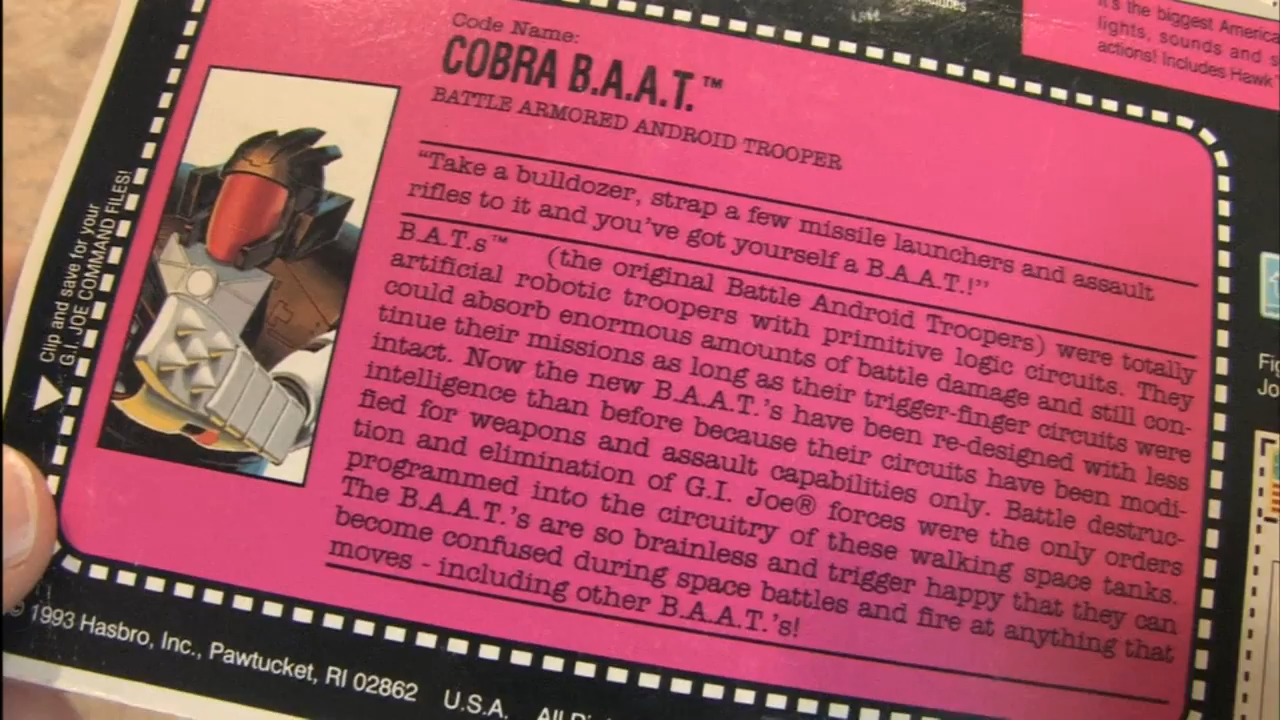 Code Name:
COBRA B.A.A.T.™
BATTLE ARMORED ANDROID TROOPER
"Take a bulldozer, strap a few missile launchers and assault
rifles to it and you've got yourself a B.A.A.T.!"
B.A.T.s™ (the original Battle Android Troopers) were totally
artificial robotic troopers with primitive logic circuits. They
could absorb enormous amounts of battle damage and still con-
tinue their missions as long as their trigger-finger circuits were
intact. Now the new B.A.A.T.'s have been re-designed with less
intelligence than before because their circuits have been modi-
fied for weapons and assault capabilities only. Battle destruc-
tion and elimination of G.I. Joe® forces were the only orders
programmed into the circuitry of these walking space tanks.
The B.A.A.T.'s are so brainless and trigger happy that they can
become confused during space battles and fire at anything that
moves - including other B.A.A.T.'s!
Clip and save for your
G.I. JOE COMMAND FILES!
© 1993 Hasbro, Inc., Pawtucket, RI 02862 U.S.A. All
It's the biggest America
lights, sounds and s
actions! Includes Hawk
Fig
Jo